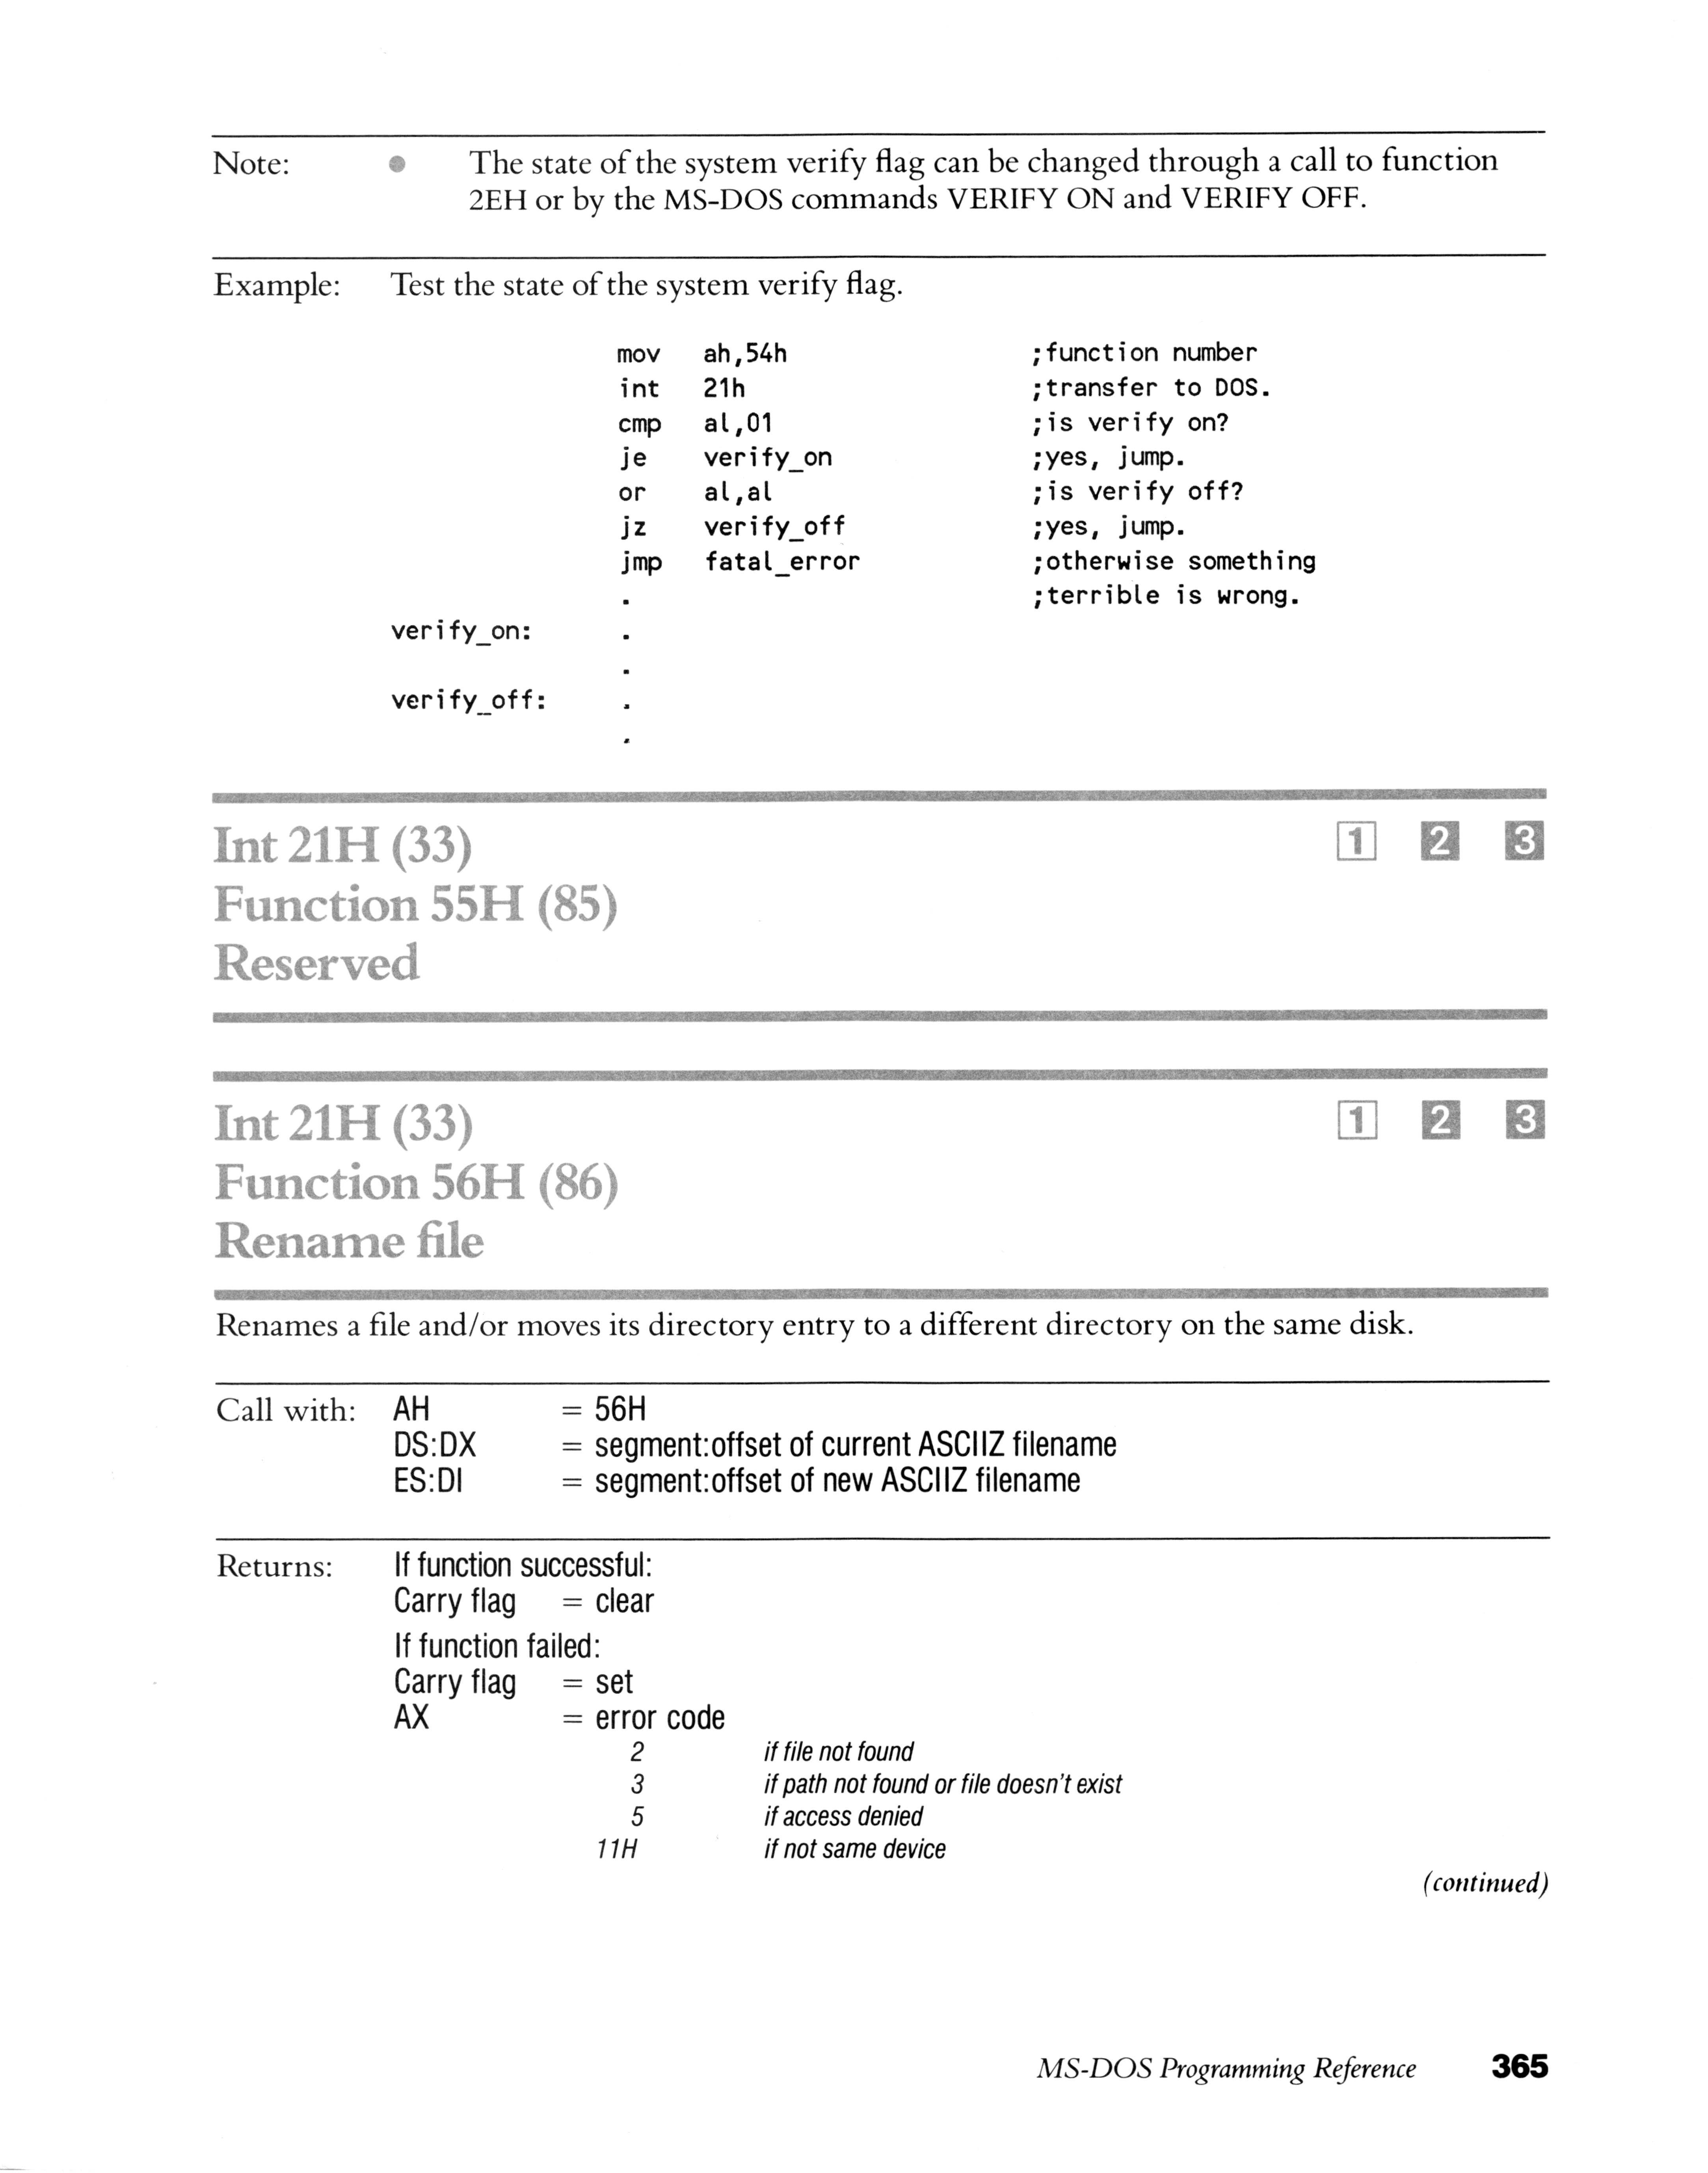 Note: • The state of the system verify flag can be changed through a call to function
2EH or by the MS-DOS commands VERIFY ON and VERIFY OFF.
Example: Test the state of the system verify flag.
mov ah,54h ;function number
int 21h ;transfer to DOS.
cmp al,01 ;is verify on?
je verify_on ;yes, jump.
or al,al ;is verify off?
jz verify_off ;yes, jump.
jmp fatal_error ;otherwise something
. ;terrible is wrong.
verify_on: .
.
verify_off: .
.
Int 21H (33) 1 2 3
Function 55H (85)
Reserved
Int 21H (33) 1 2 3
Function 56H (86)
Rename file
Renames a file and/or moves its directory entry to a different directory on the same disk.
Call with: AH = 56H
DS:DX = segment:offset of current ASCIIZ filename
ES:DI = segment:offset of new ASCIIZ filename
Returns: If function successful:
Carry flag = clear
If function failed:
Carry flag = set
AX = error code
2 if file not found
3 if path not found or file doesn't exist
5 if access denied
11H if not same device
(continued)
MS-DOS Programming Reference 365